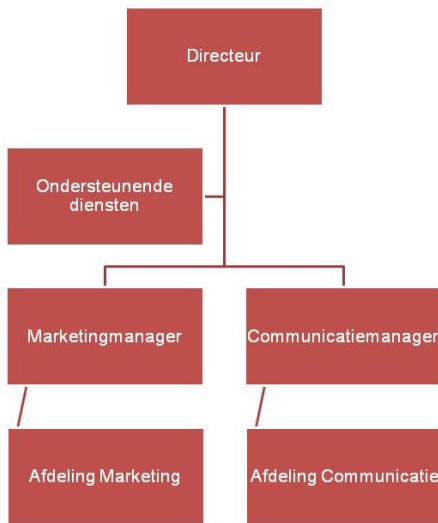 Directeur
Ondersteunende
diensten
Marketingmanager
Communicatiemanager
Afdeling Marketing
Afdeling Communicatie